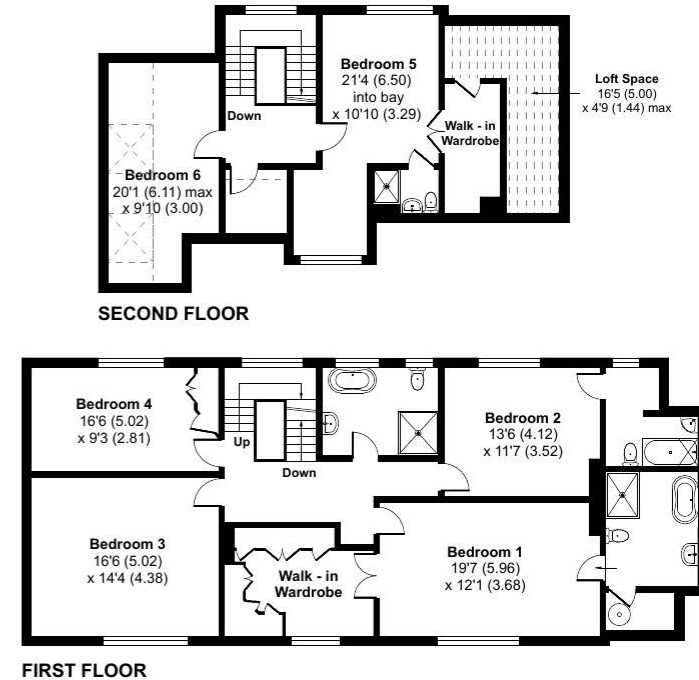 Bedroom 5
21'4 (6.50)
into bay
x 10'10 (3.29)
Down
Loft Space
16'5 (5.00)
x 4'9 (1.44) max
Walk - in
Wardrobe
Bedroom 6
20'1 (6.11) max
x 9'10 (3.00)
SECOND FLOOR
Bedroom 4
16'6 (5.02)
x 9'3 (2.81)
Up
Down
Bedroom 2
13'6 (4.12)
x 11'7 (3.52)
Bedroom 3
16'6 (5.02)
x 14'4 (4.38)
Walk - in
Wardrobe
Bedroom 1
19'7 (5.96)
x 12'1 (3.68)
FIRST FLOOR